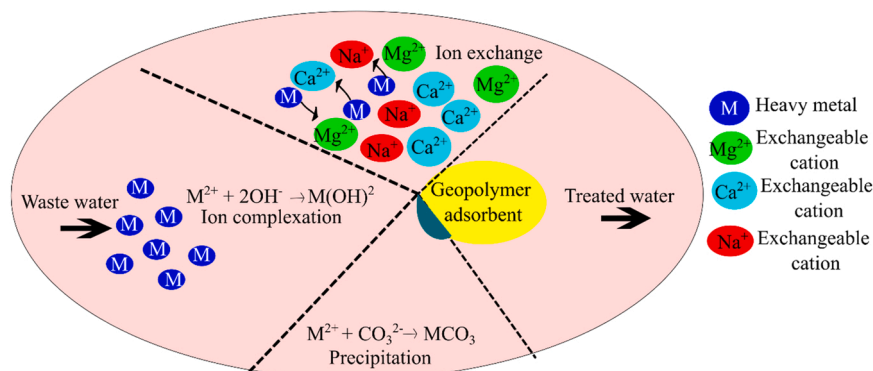 Na⁺
Mg²⁺
Ion exchange
Ca²⁺
M
M
M
Mg²⁺
Na⁺
Na⁺
Ca²⁺
Ca²⁺
Ca²⁺
Mg²⁺
Waste water
M
M
M
M
M
M
M
M²⁺ + 2OH⁻ →M(OH)²
Ion complexation
Geopolymer
adsorbent
Treated water
M²⁺ + CO₃²⁻→ MCO₃
Precipitation
M Heavy metal
Mg²⁺ Exchangeable
cation
Ca²⁺ Exchangeable
cation
Na⁺ Exchangeable
cation